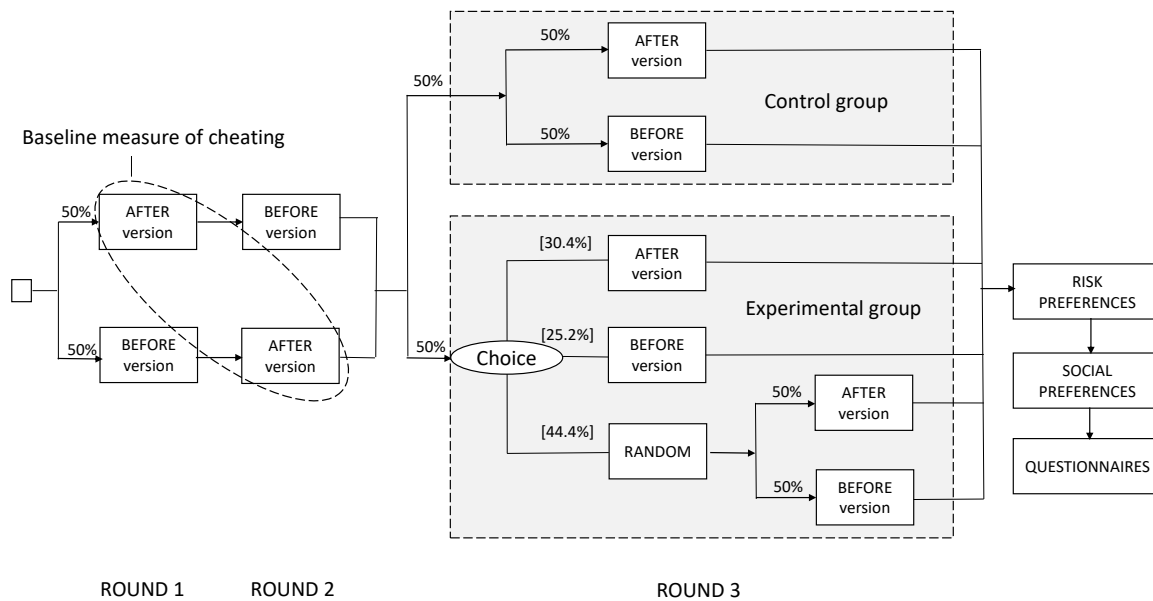 50%
AFTER
version
50%
Control group
50%
BEFORE
version
Baseline measure of cheating
50%
AFTER
version
BEFORE
version
50%
BEFORE
version
AFTER
version
50%
Choice
[30.4%]
AFTER
version
Experimental group
[25.2%]
BEFORE
version
[44.4%]
RANDOM
50%
AFTER
version
50%
BEFORE
version
RISK
PREFERENCES
SOCIAL
PREFERENCES
QUESTIONNAIRES
ROUND 1
ROUND 2
ROUND 3